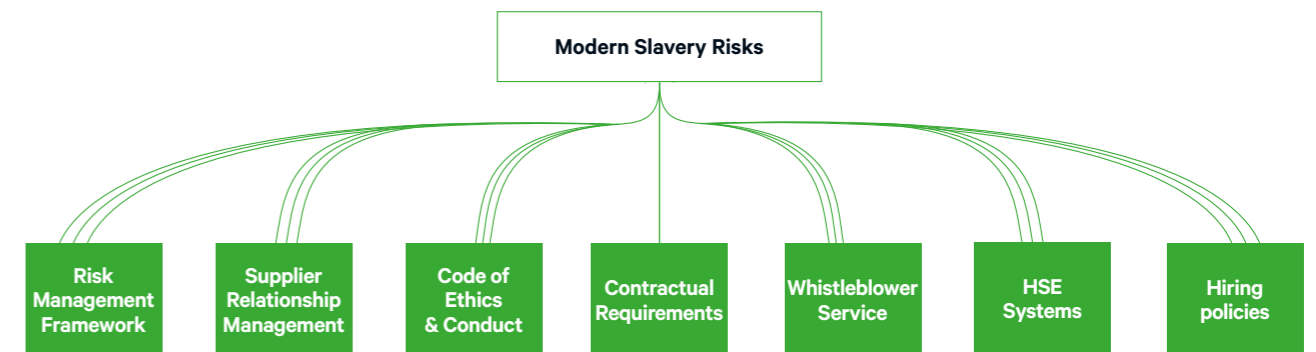 Modern Slavery Risks
Risk
Management
Framework
Supplier
Relationship
Management
Code of
Ethics
& Conduct
Contractual
Requirements
Whistleblower
Service
HSE
Systems
Hiring
policies